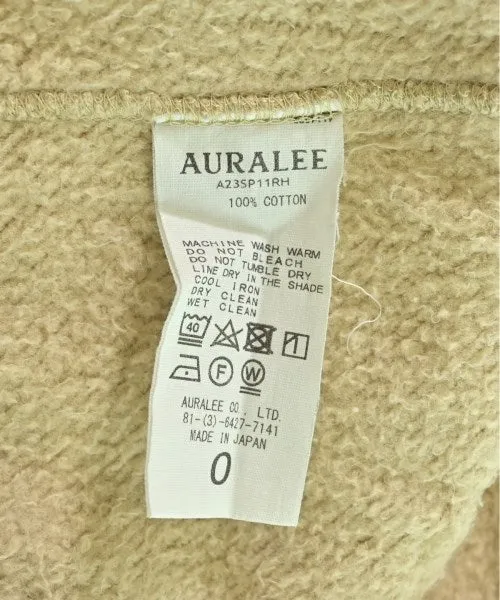 AURALEE
A23SP11RH
100% COTTON
MACHINE WASH WARM
DO NOT BLEACH
DO NOT TUMBLE DRY
LINE DRY IN THE SHADE
COOL IRON
DRY CLEAN
WET CLEAN
40
F W
AURALEE CO., LTD.
81-(3)-6427-7141
MADE IN JAPAN
0